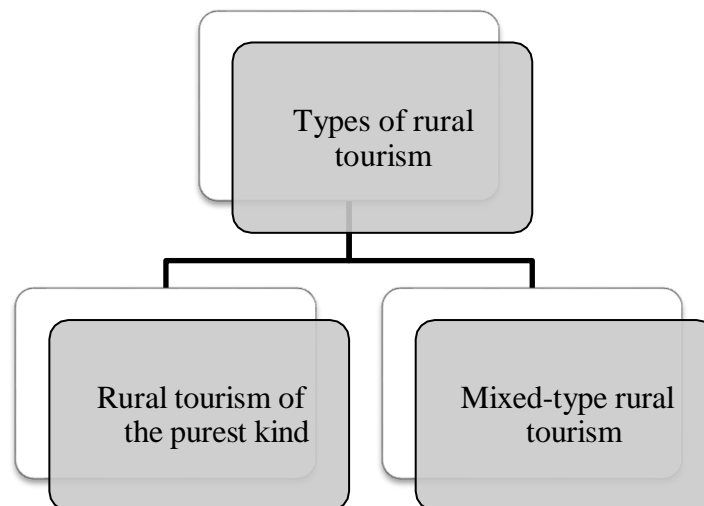 Types of rural
tourism
Rural tourism of
the purest kind
Mixed-type rural
tourism